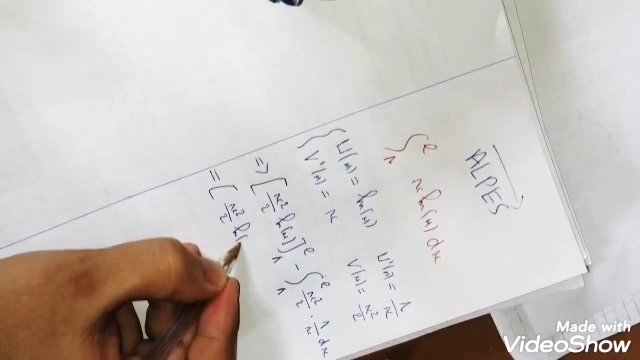 ALPES
∫₁ᵉ x ln(x) dx
{ U(x) = ln(x)   U'(x) = 1/x
{ V'(x) = x   V(x) = x²/2
=> [x²/2 ln(x)]₁ᵉ - ∫₁ᵉ x²/2 · 1/x dx
= [x²/2 ln
Made with
VideoShow